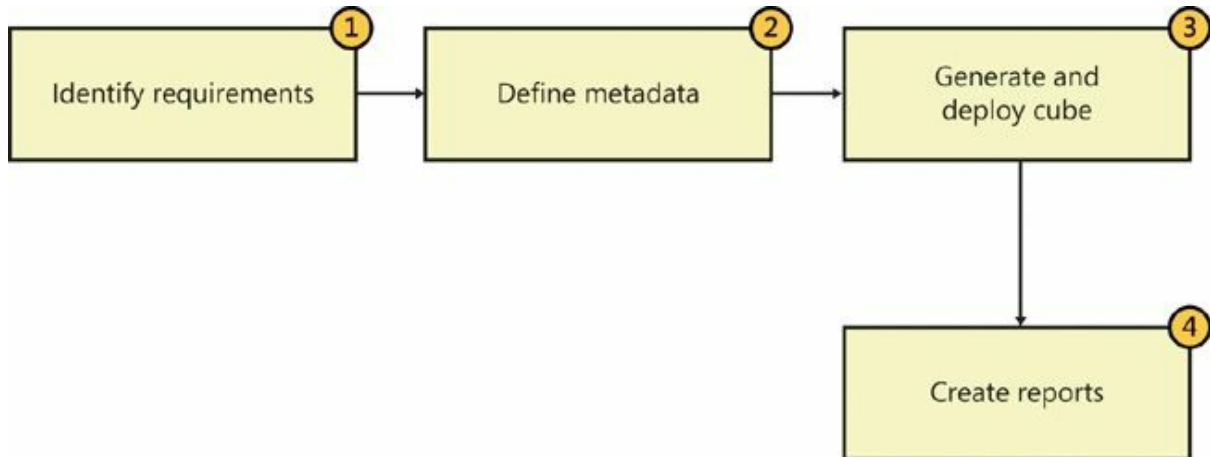 1
Identify requirements
2
Define metadata
3
Generate and
deploy cube
4
Create reports